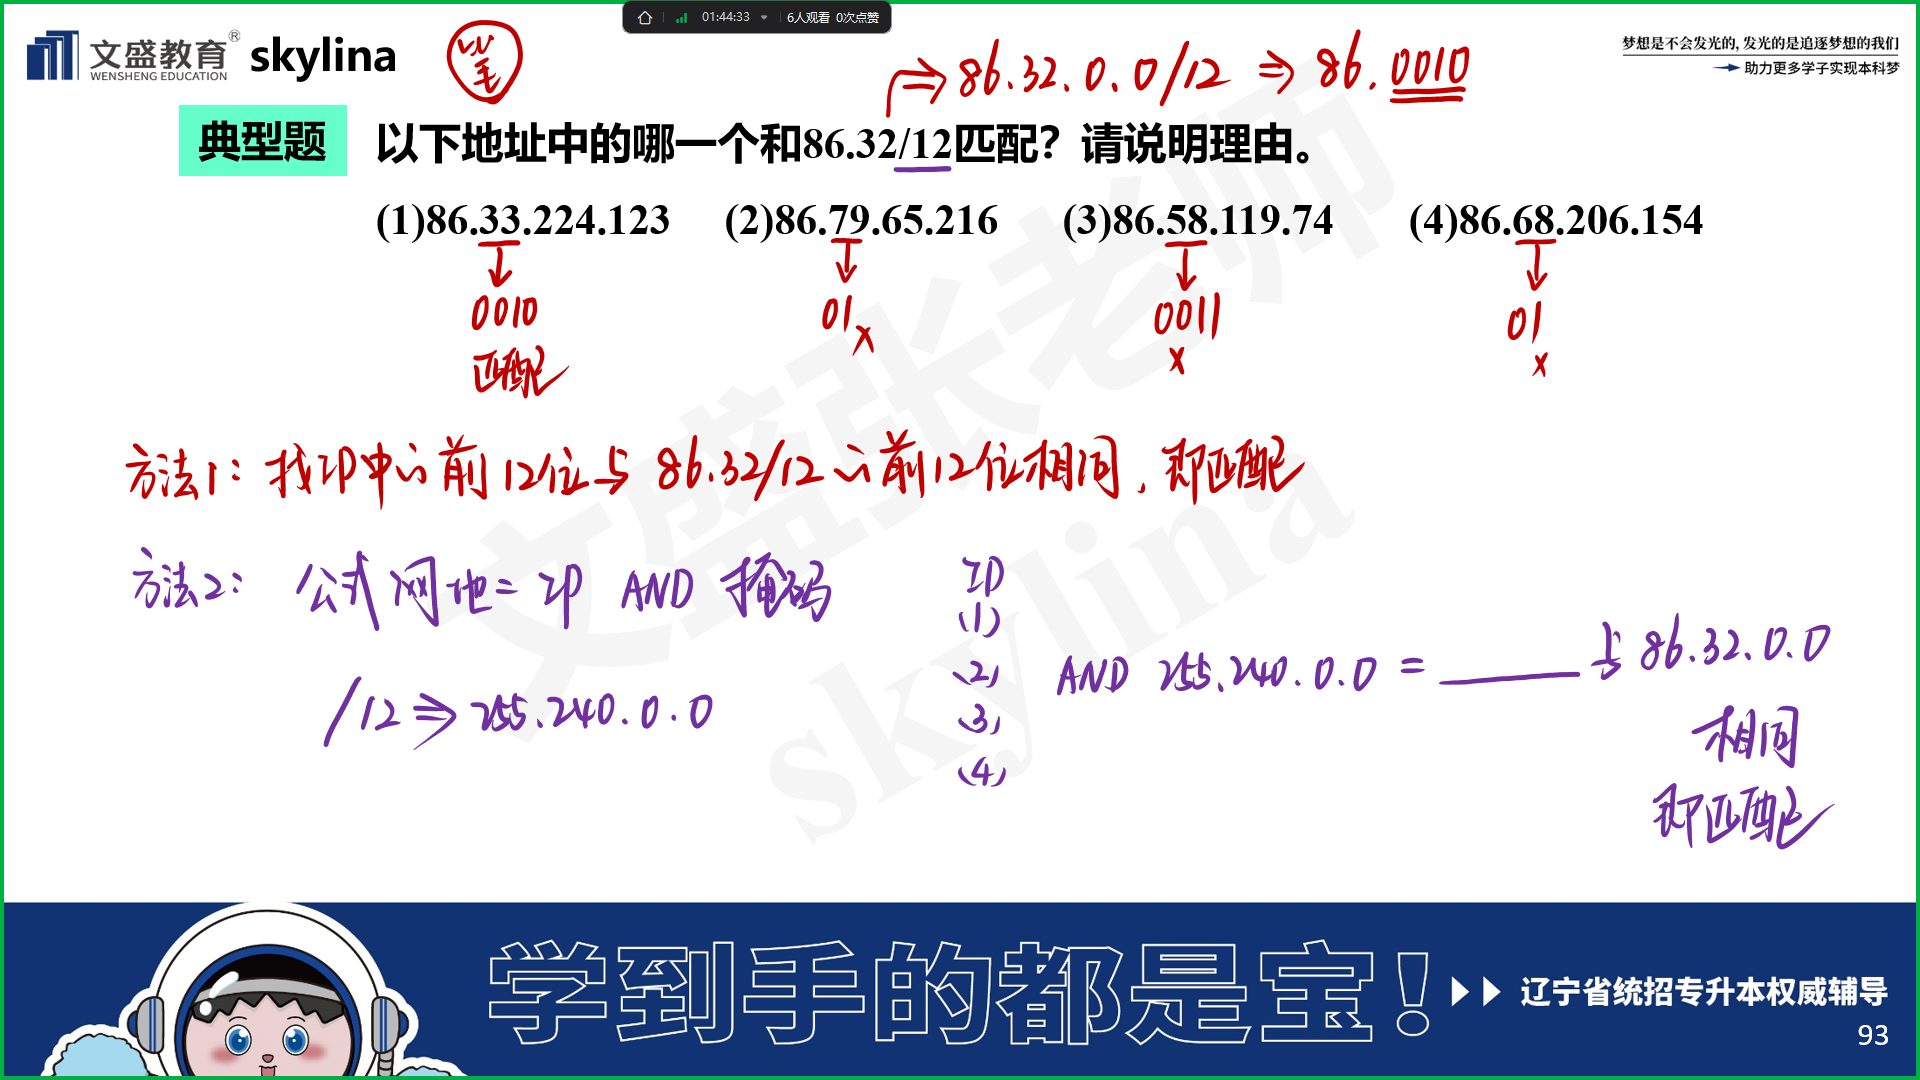 01:44:33 6人观看 0次点赞
文盛教育® skylina
WENSHENG EDUCATION
笔
⇒86.32.0.0/12 ⇒ 86.0010
梦想是不会发光的, 发光的是追逐梦想的我们
助力更多学子实现本科梦
典型题 以下地址中的哪一个和86.32/12匹配？请说明理由。
(1)86.33.224.123 (2)86.79.65.216 (3)86.58.119.74 (4)86.68.206.154
0010 01 0011 01
匹配 x x x
方法1: 找IP中的前12位与86.32/12的前12位相同, 即匹配
方法2: 公式 网地= IP AND 掩码
/12⇒255.240.0.0
ID
(1)
(2)
(3)
(4)
AND 255.240.0.0 = ____ 与 86.32.0.0
相同
即匹配
文盛张老师
skylina
学到手的都是宝！
辽宁省统招专升本权威辅导
93